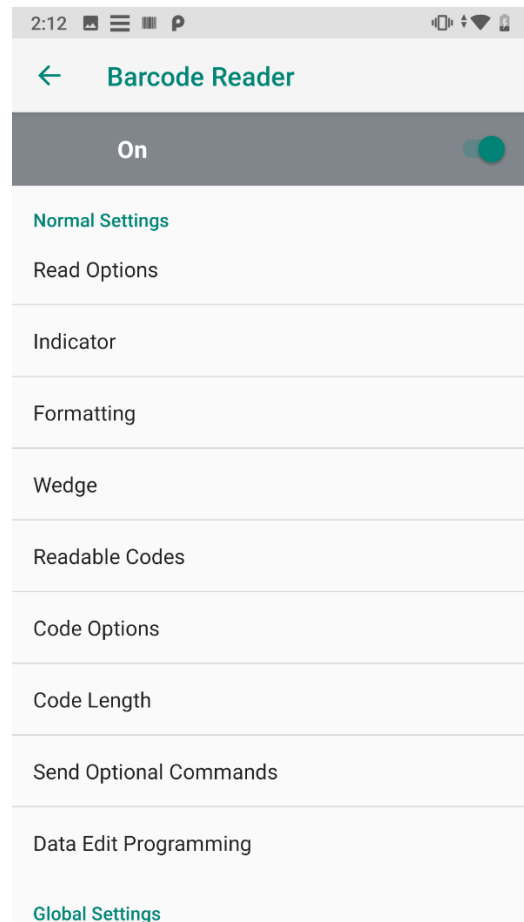 2:12
Barcode Reader
On
Normal Settings
Read Options
Indicator
Formatting
Wedge
Readable Codes
Code Options
Code Length
Send Optional Commands
Data Edit Programming
Global Settings